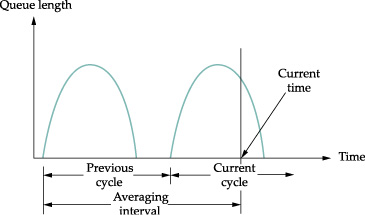 Queue length
Current
time
Time
Previous
cycle
Current
cycle
Averaging
interval